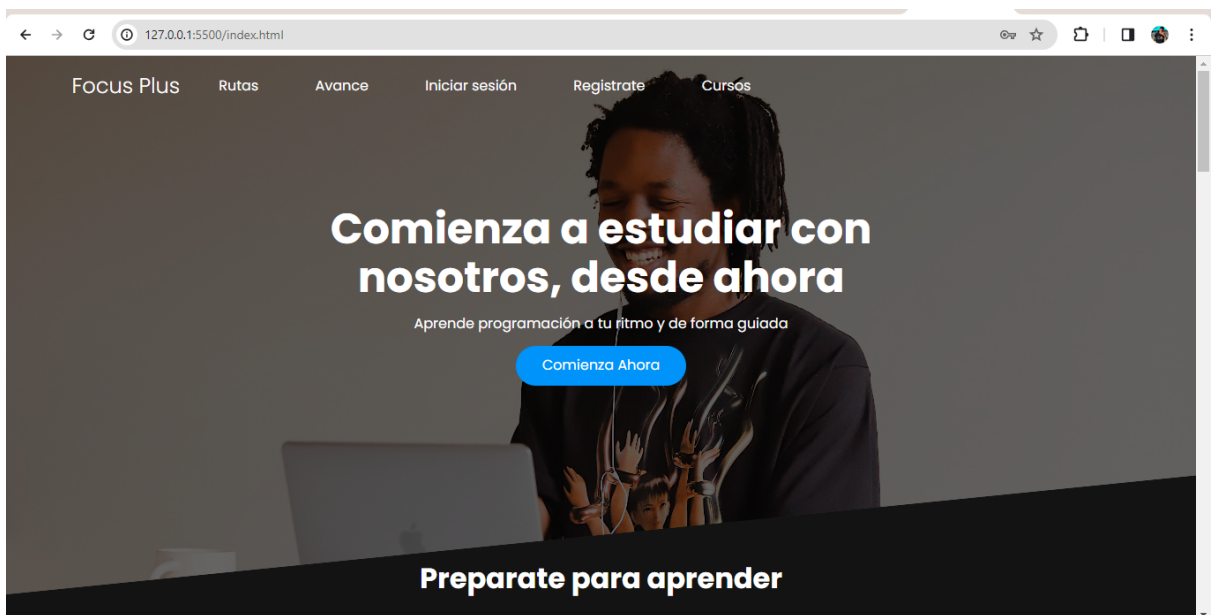 127.0.0.1:5500/index.html
Focus Plus Rutas Avance Iniciar sesión Registrate Cursos
Comienza a estudiar con
nosotros, desde ahora
Aprende programación a tu ritmo y de forma guiada
Comienza Ahora
Preparate para aprender